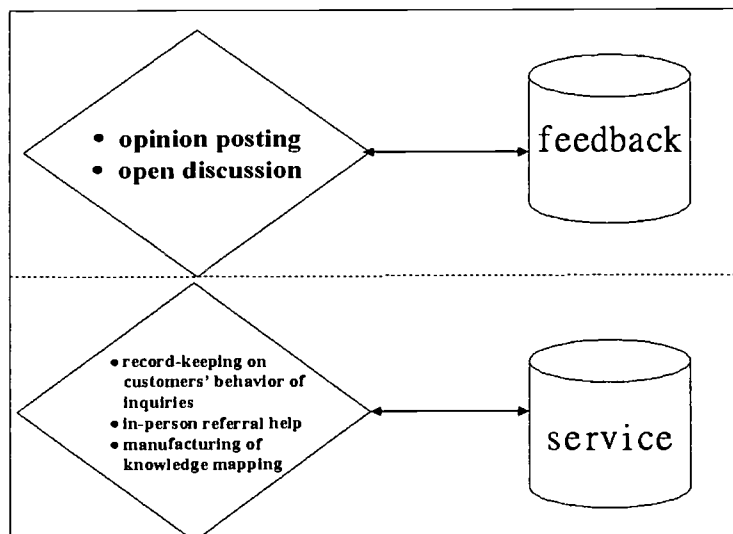 • opinion posting
• open discussion
feedback
• record-keeping on
customers' behavior of
inquiries
• in-person referral help
• manufacturing of
knowledge mapping
service